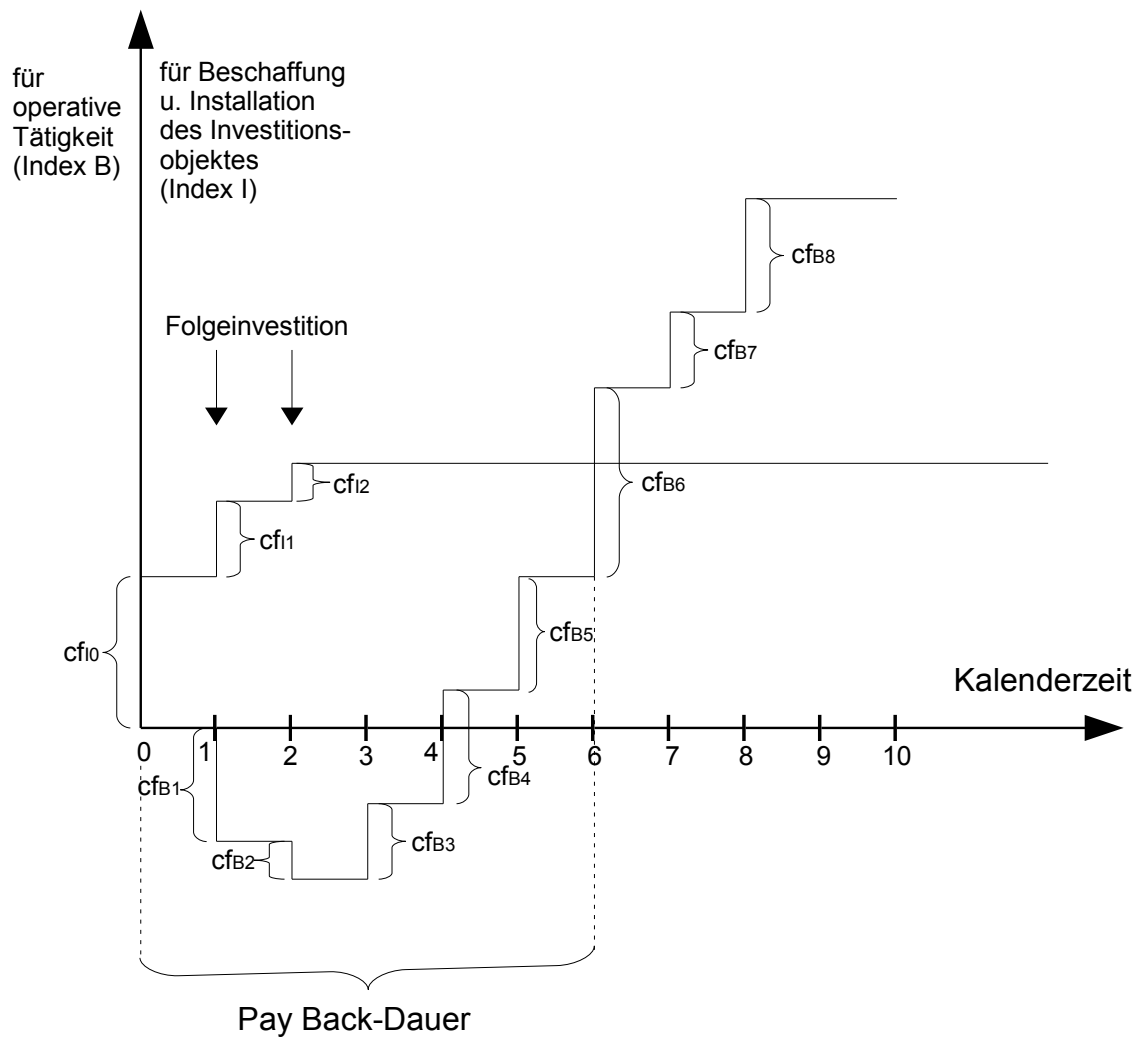 für
operative
Tätigkeit
(Index B)
für Beschaffung
u. Installation
des Investitions-
objektes
(Index I)
cfB8
Folgeinvestition
cfB7
cfI2
cfB6
cfI1
cfB5
cfI0
Kalenderzeit
0 1 2 3 4 5 6 7 8 9 10
cfB1
cfB4
cfB2
cfB3
Pay Back-Dauer